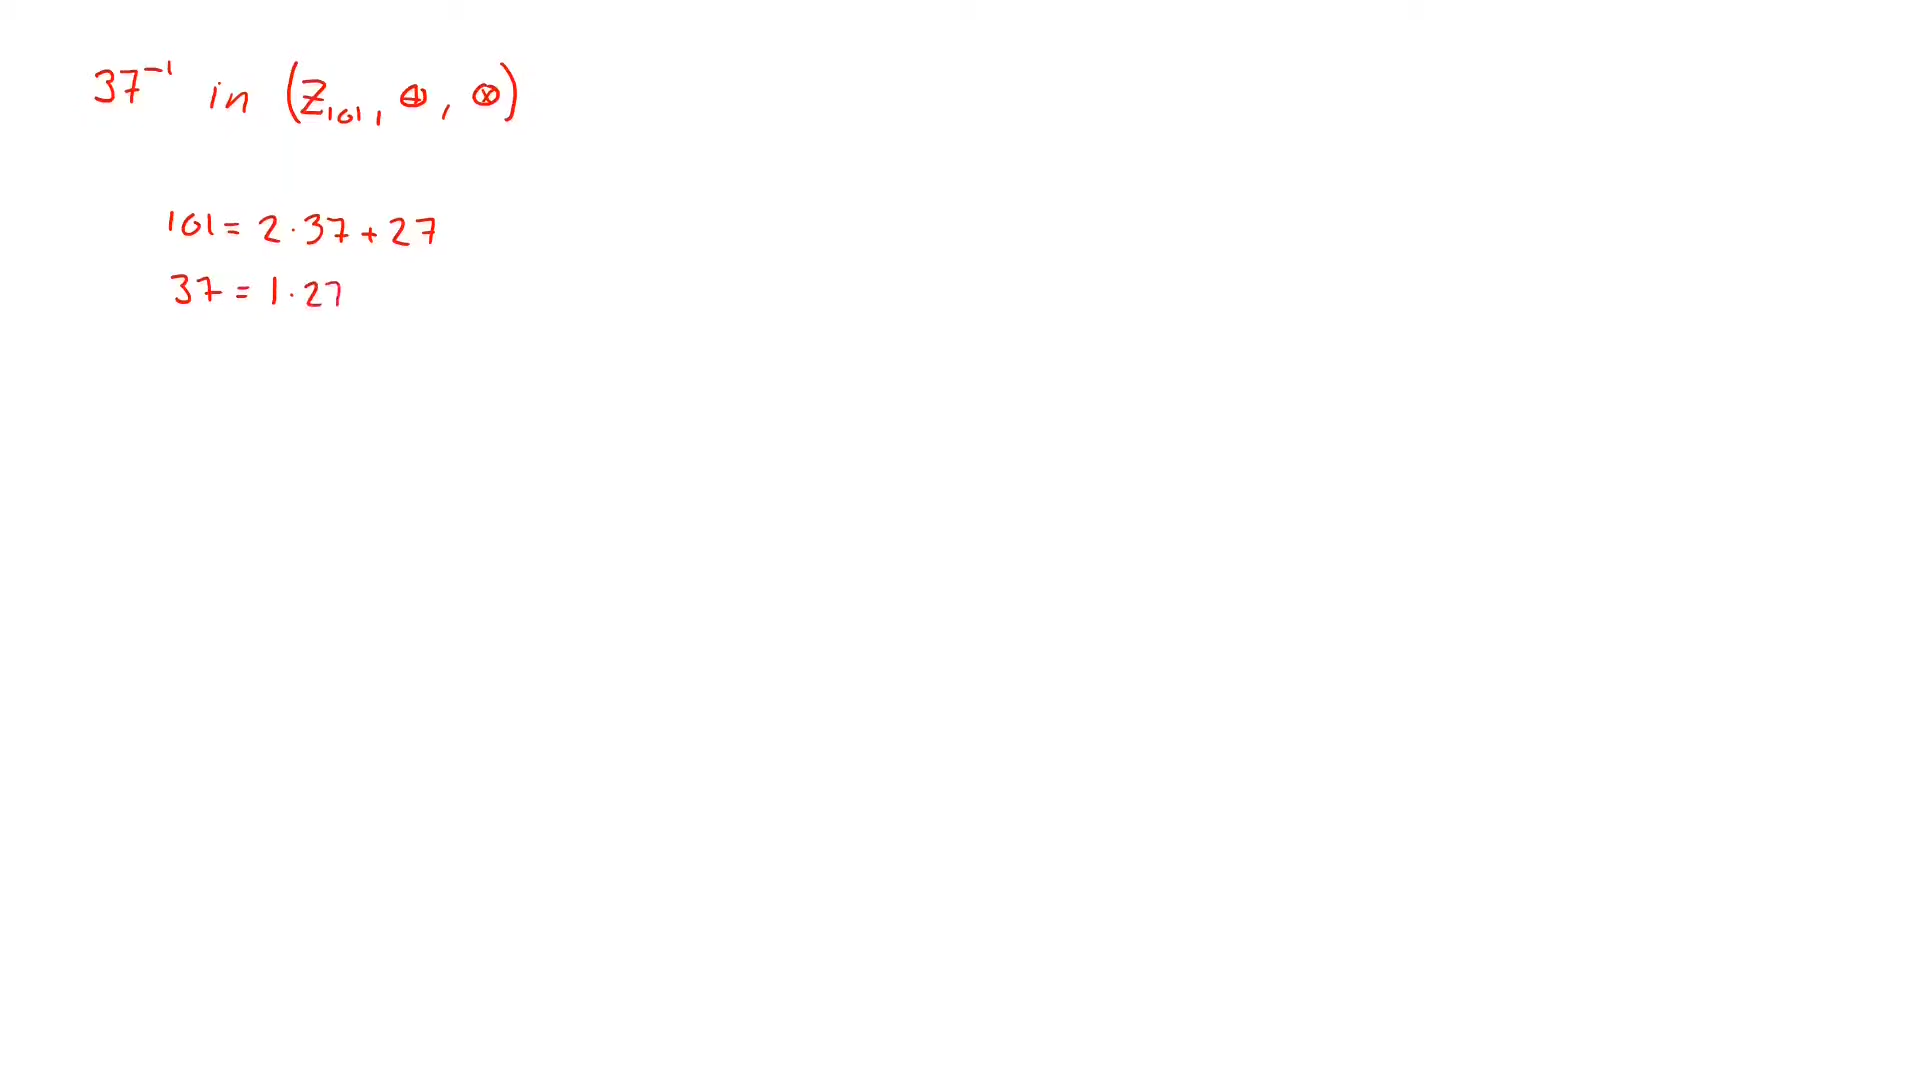 37⁻¹ in (Z₁₀₁, ⊕, ⊗)
101 = 2 · 37 + 27
37 = 1 · 27